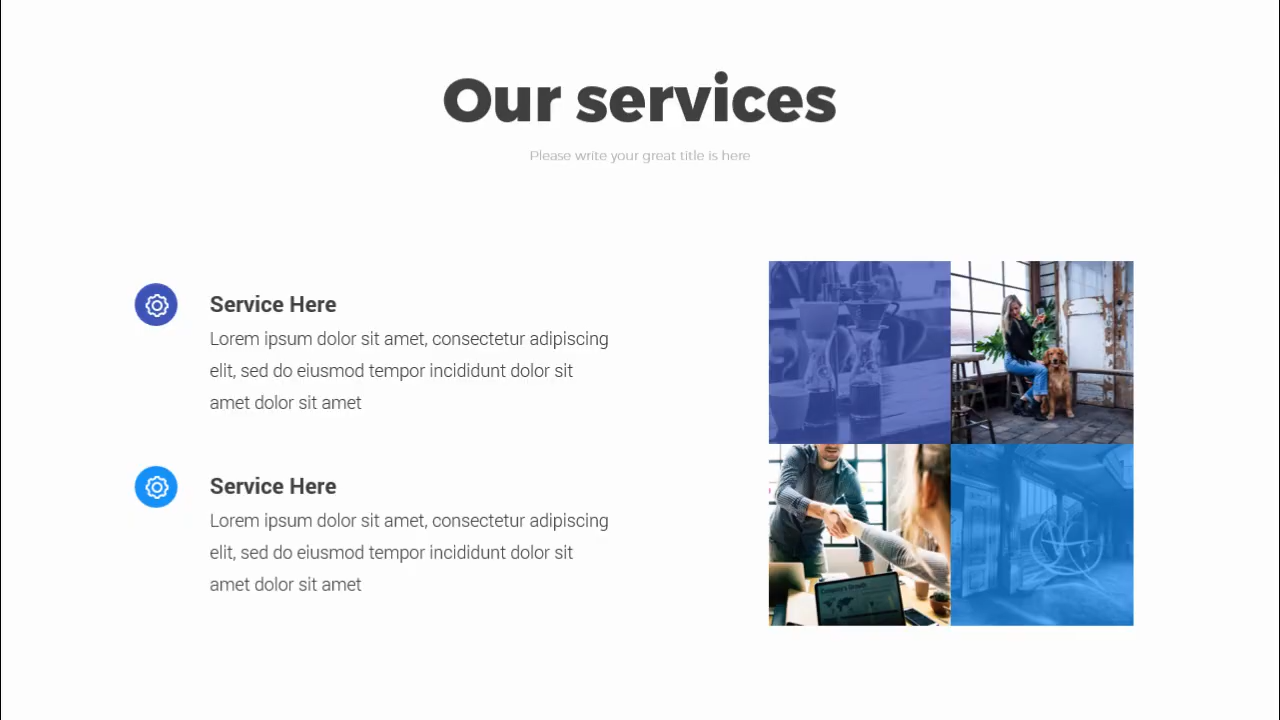 Our services
Please write your great title is here
Service Here
Lorem ipsum dolor sit amet, consectetur adipiscing
elit, sed do eiusmod tempor incididunt dolor sit
amet dolor sit amet
Service Here
Lorem ipsum dolor sit amet, consectetur adipiscing
elit, sed do eiusmod tempor incididunt dolor sit
amet dolor sit amet
Company's Growth